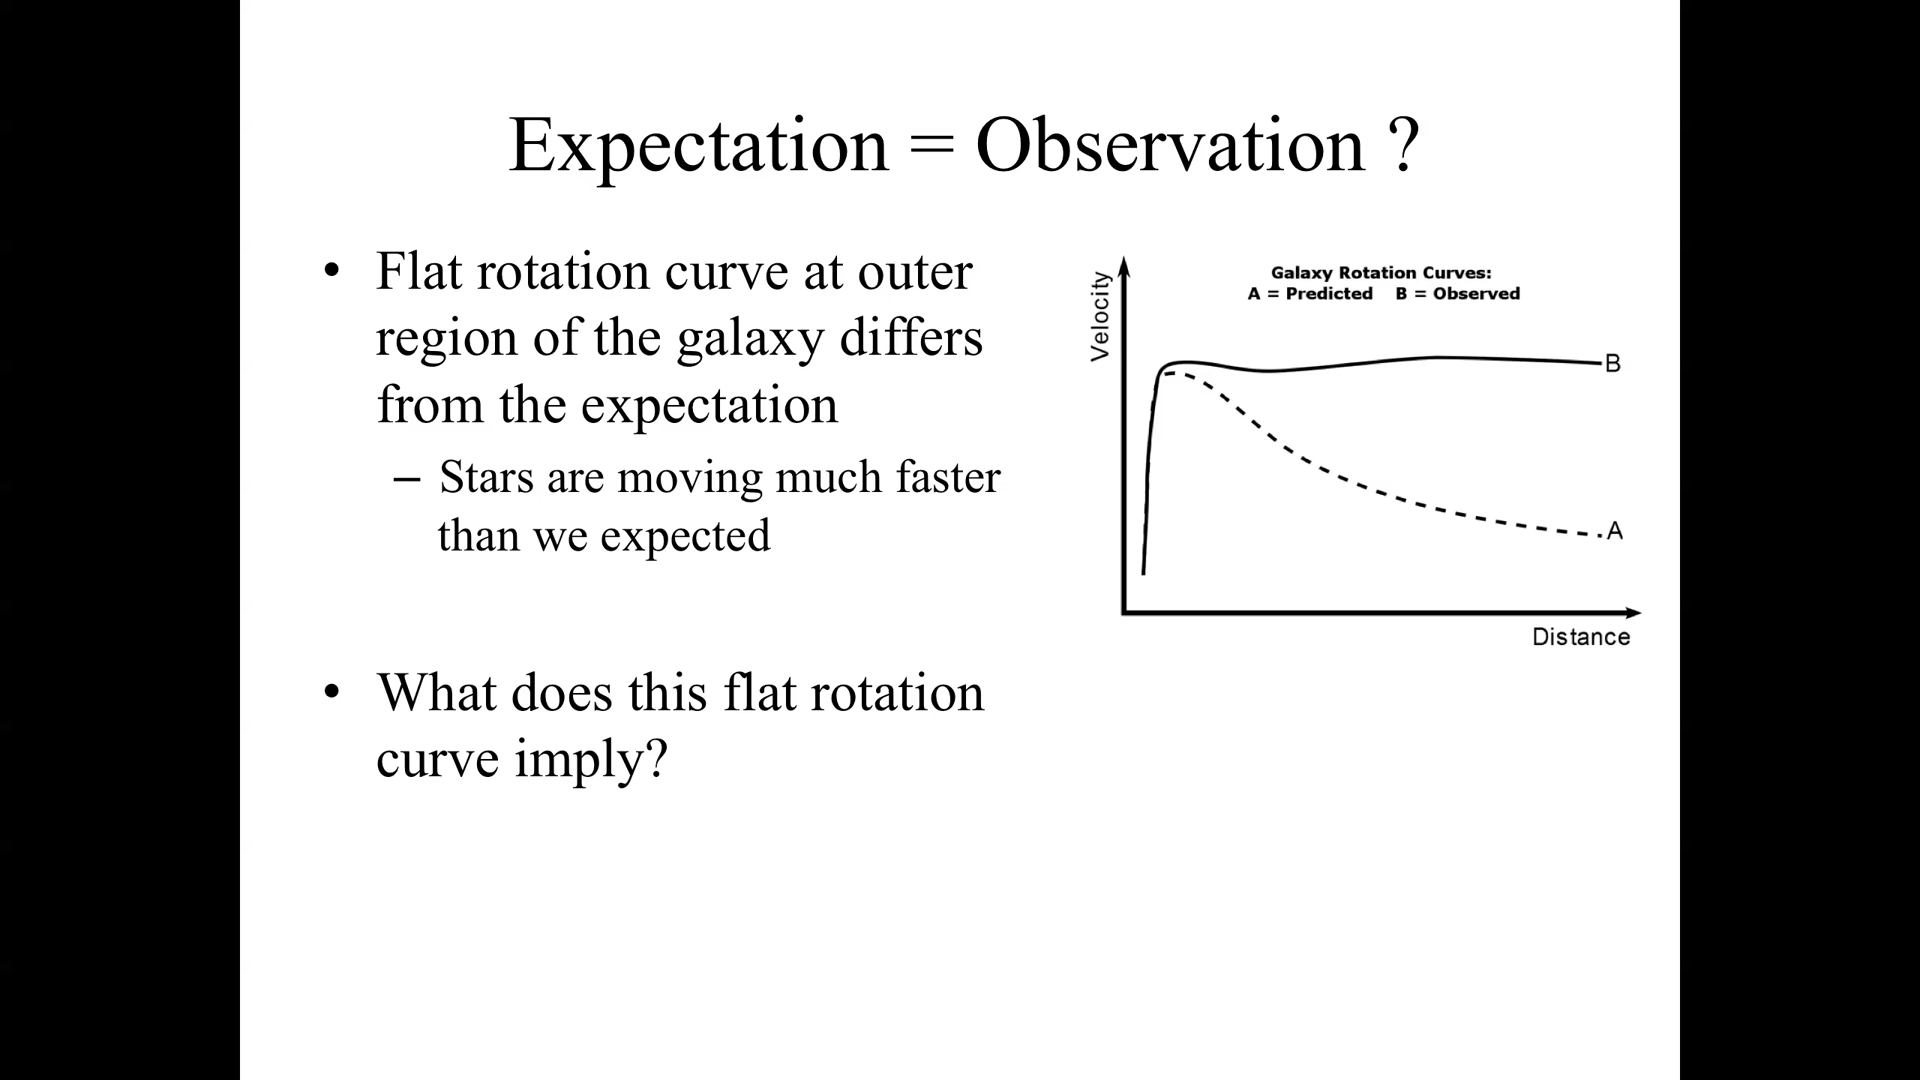 Expectation = Observation ?
• Flat rotation curve at outer
region of the galaxy differs
from the expectation
– Stars are moving much faster
than we expected
• What does this flat rotation
curve imply?
Galaxy Rotation Curves:
A = Predicted B = Observed
Velocity
B
A
Distance